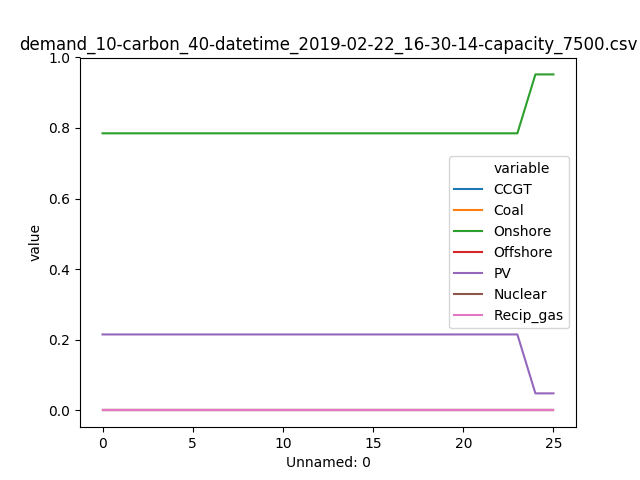 demand_10-carbon_40-datetime_2019-02-22_16-30-14-capacity_7500.csv
1.0
0.8
0.6
0.4
0.2
0.0
value
variable
CCGT
Coal
Onshore
Offshore
PV
Nuclear
Recip_gas
0 5 10 15 20 25
Unnamed: 0